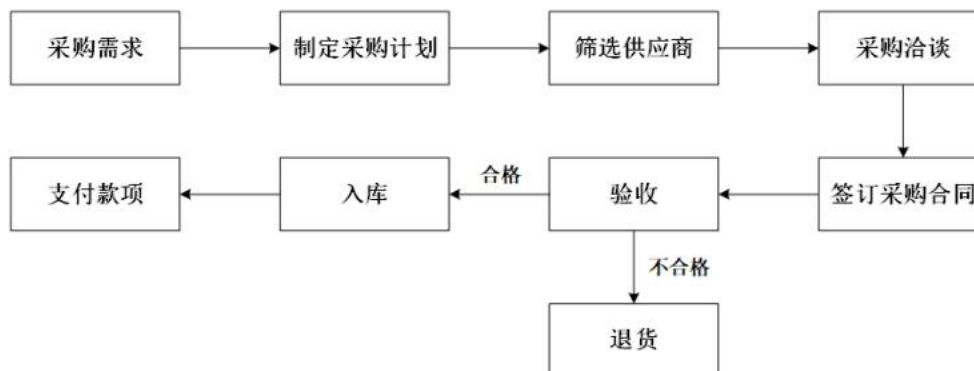 采购需求
制定采购计划
筛选供应商
采购洽谈
签订采购合同
验收
合格
入库
支付款项
不合格
退货